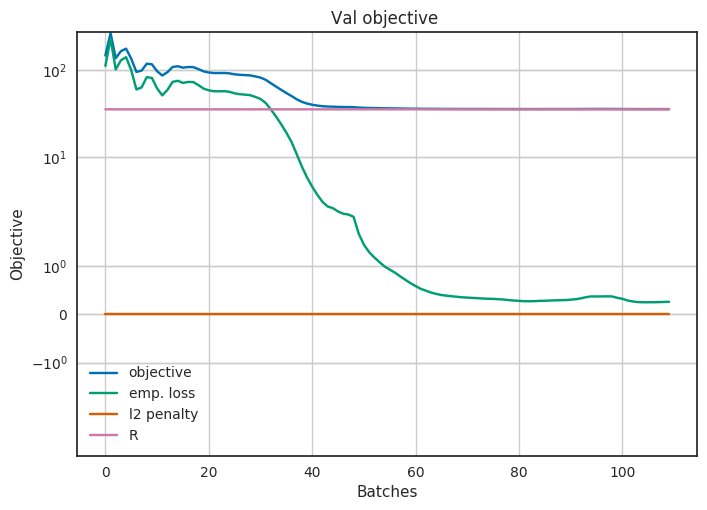 Val objective
Objective
10²
10¹
10⁰
0
−10⁰
objective
emp. loss
l2 penalty
R
0 20 40 60 80 100
Batches